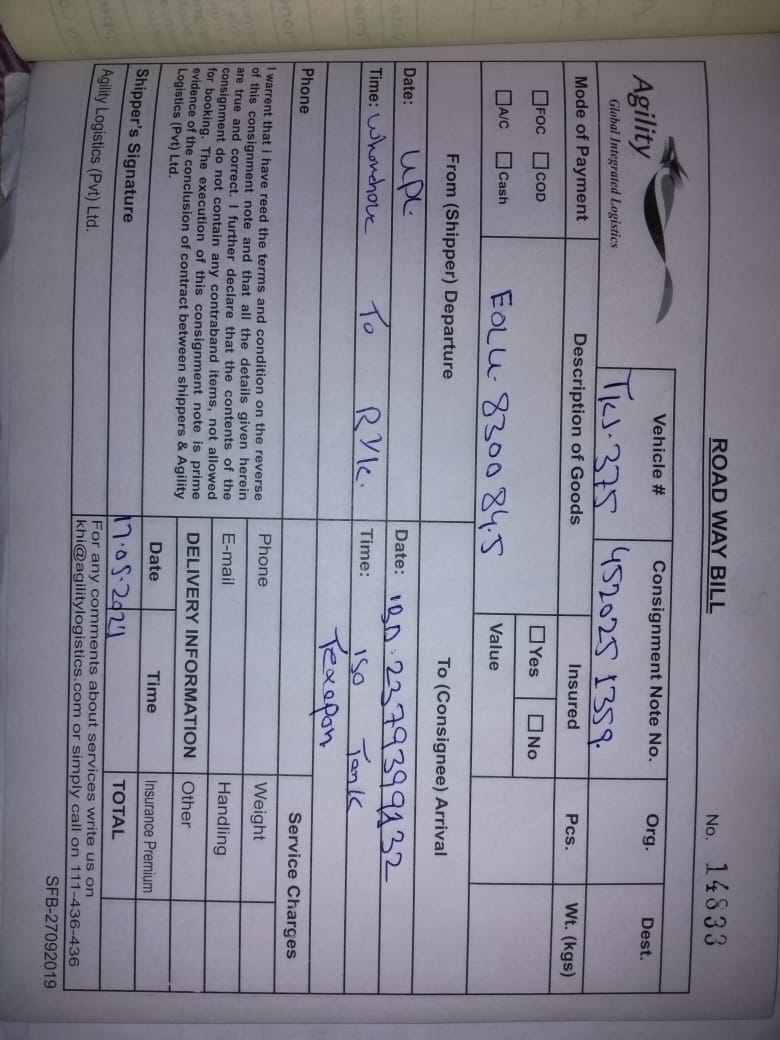 ROAD WAY BILL
No. 14833
Agility
Global Integrated Logistics
Vehicle #
Consignment Note No.
Org.
Dest.
TKJ.375
4520251359.
Mode of Payment
Description of Goods
Insured
Pcs.
Wt. (kgs)
FOC
COD
Yes
No
A/C
Cash
EOLU.8300 84.5
Value
From (Shipper) Departure
To (Consignee) Arrival
Date: UPL
Date:
Time:
To
RYK.
Time: ISO Tank
Texapon
Phone
Service Charges
I warrent that i have reed the terms and condition on the reverse
of this consignment note and that all the details given herein
are true and correct. I further declare that the contents of the
consignment do not contain any contraband items, not allowed
for booking. The execution of this consignment note is prime
evidence of the conclusion of contract between shippers & Agility
Logistics (Pvt) Ltd.
Phone
Weight
E-mail
Handling
DELIVERY INFORMATION
Other
Date
Time
Insurance Premium
Shipper's Signature
17.05.2021
TOTAL
Agility Logistics (Pvt) Ltd.
For any comments about services write us on
khi@agilitylogistics.com or simply call on 111-436-436
SFB-27092019